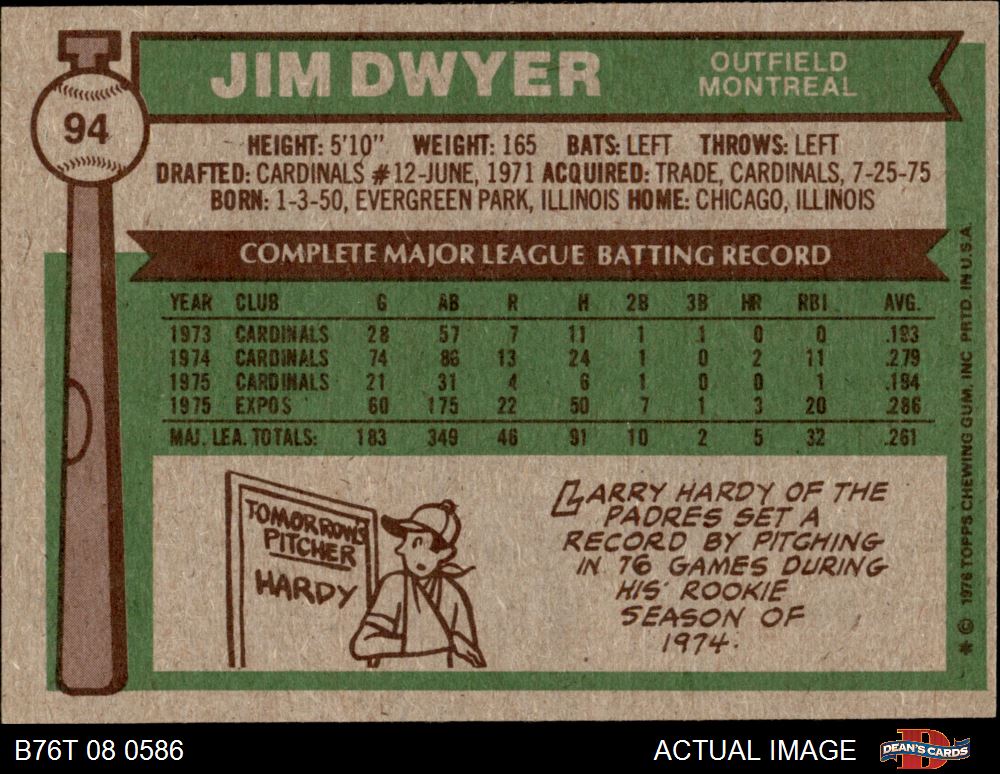 94
JIM DWYER
OUTFIELD
MONTREAL
HEIGHT: 5'10" WEIGHT: 165 BATS: LEFT THROWS: LEFT
DRAFTED: CARDINALS #12-JUNE, 1971 ACQUIRED: TRADE, CARDINALS, 7-25-75
BORN: 1-3-50, EVERGREEN PARK, ILLINOIS HOME: CHICAGO, ILLINOIS
COMPLETE MAJOR LEAGUE BATTING RECORD
YEAR CLUB G AB R H 2B 3B HR RBI AVG.
1973 CARDINALS 28 57 7 11 1 1 0 0 .193
1974 CARDINALS 74 86 13 24 1 0 2 11 .279
1975 CARDINALS 21 31 4 6 1 0 0 1 .194
1975 EXPOS 60 175 22 50 7 1 3 20 .286
MAJ. LEA. TOTALS: 183 349 46 91 10 2 5 32 .261
TOMORROW'S
PITCHER
HARDY
LARRY HARDY OF THE
PADRES SET A
RECORD BY PITCHING
IN 76 GAMES DURING
HIS ROOKIE
SEASON OF
1974.
* © 1976 TOPPS CHEWING GUM, INC PRTD. IN U.S.A.
B76T 08 0586
ACTUAL IMAGE
DEAN'S CARDS